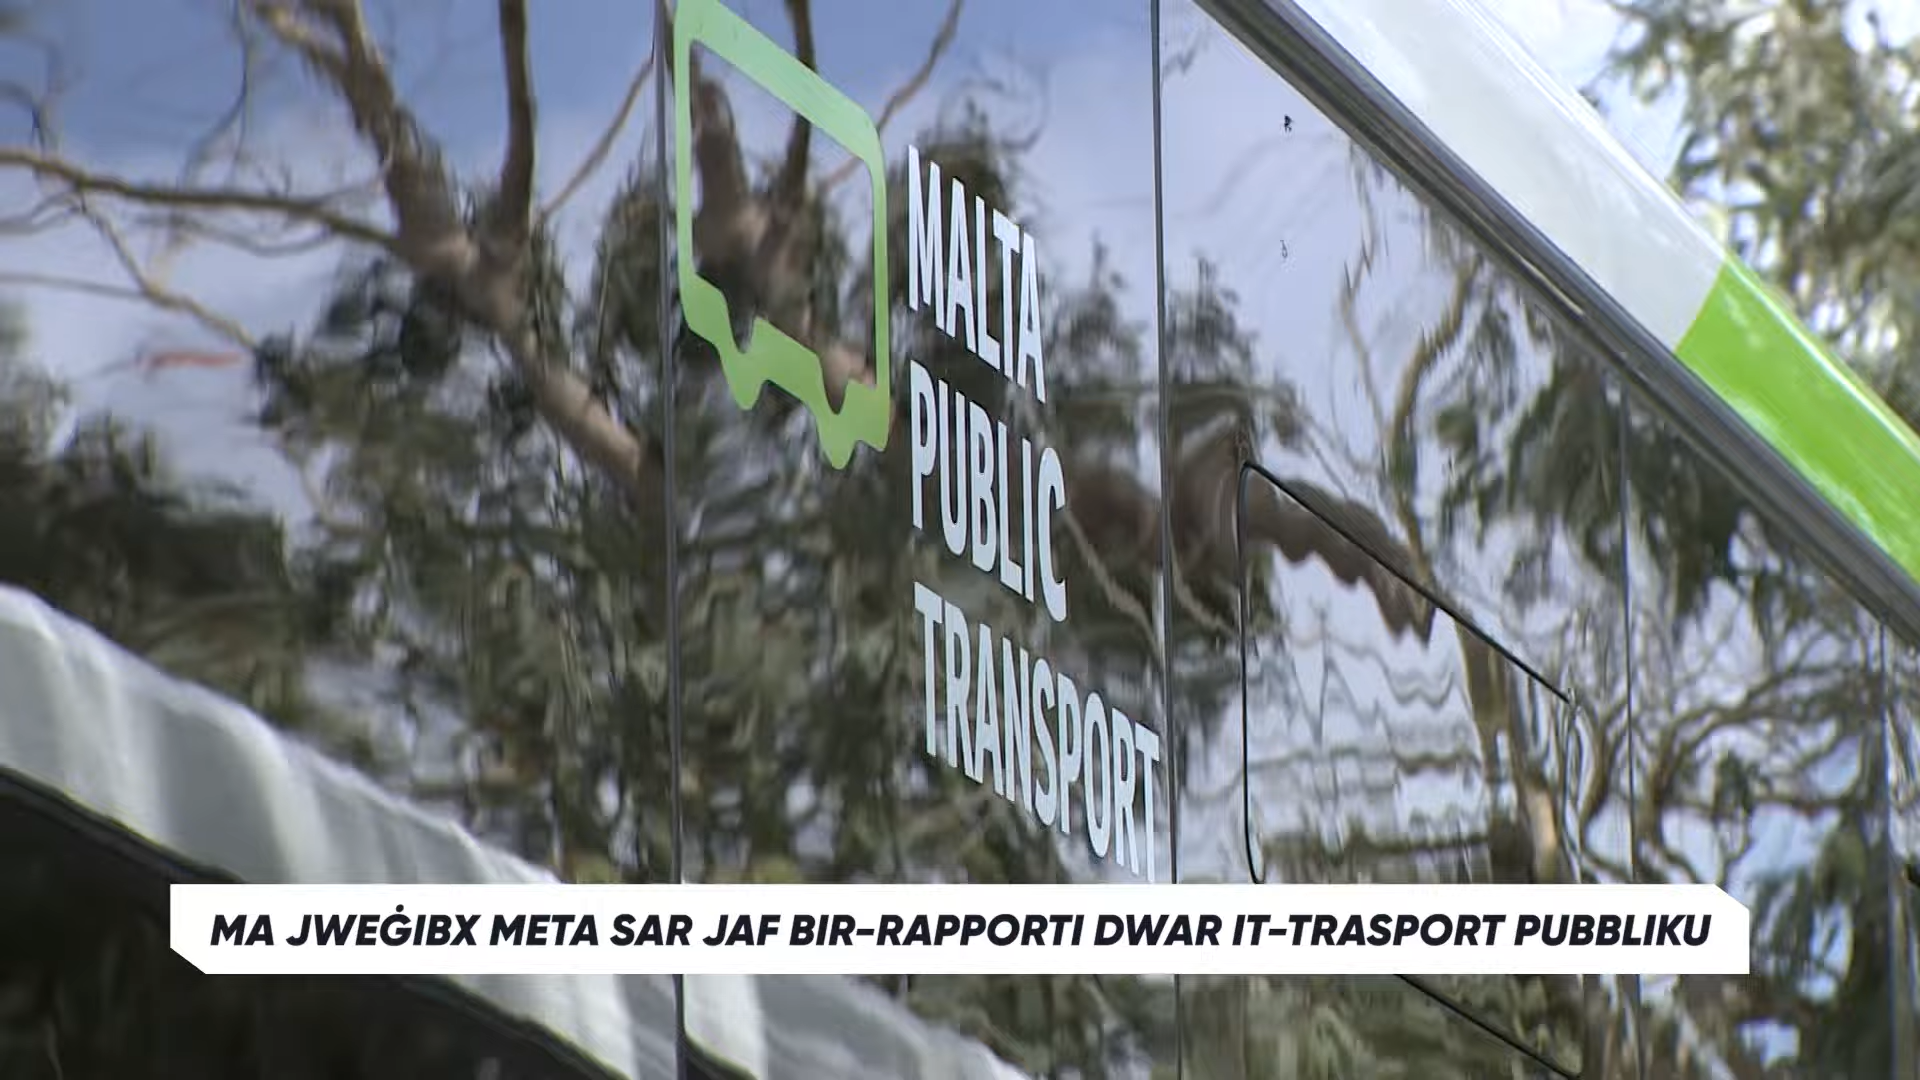 MALTA
PUBLIC
TRANSPORT
MA JWEĠIBX META SAR JAF BIR-RAPPORTI DWAR IT-TRASPORT PUBBLIKU